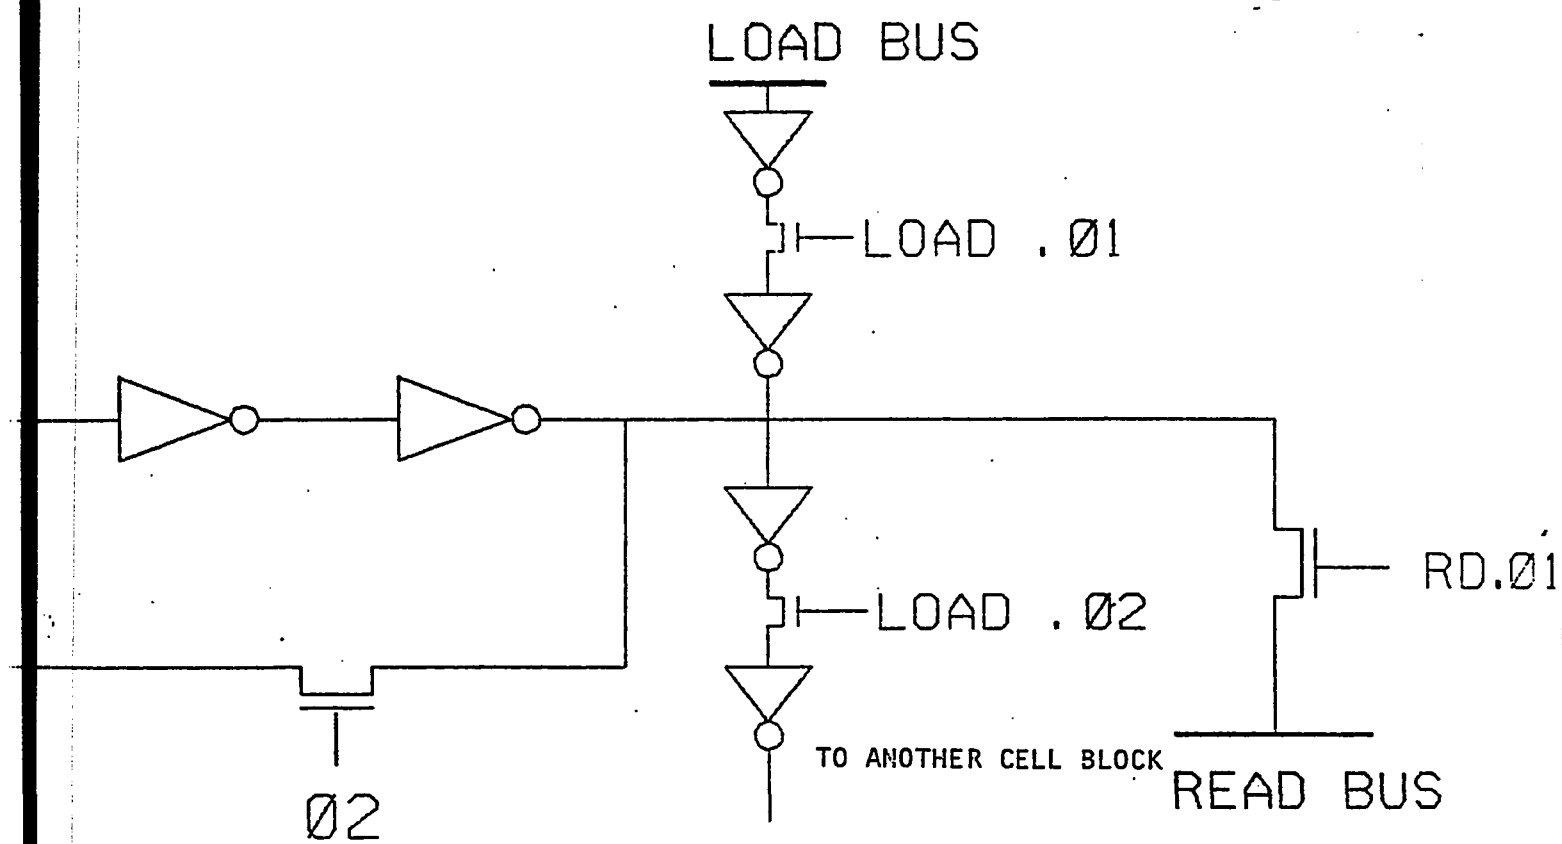 LOAD BUS
LOAD .Ø1
RD.Ø1
LOAD .Ø2
TO ANOTHER CELL BLOCK
READ BUS
Ø2